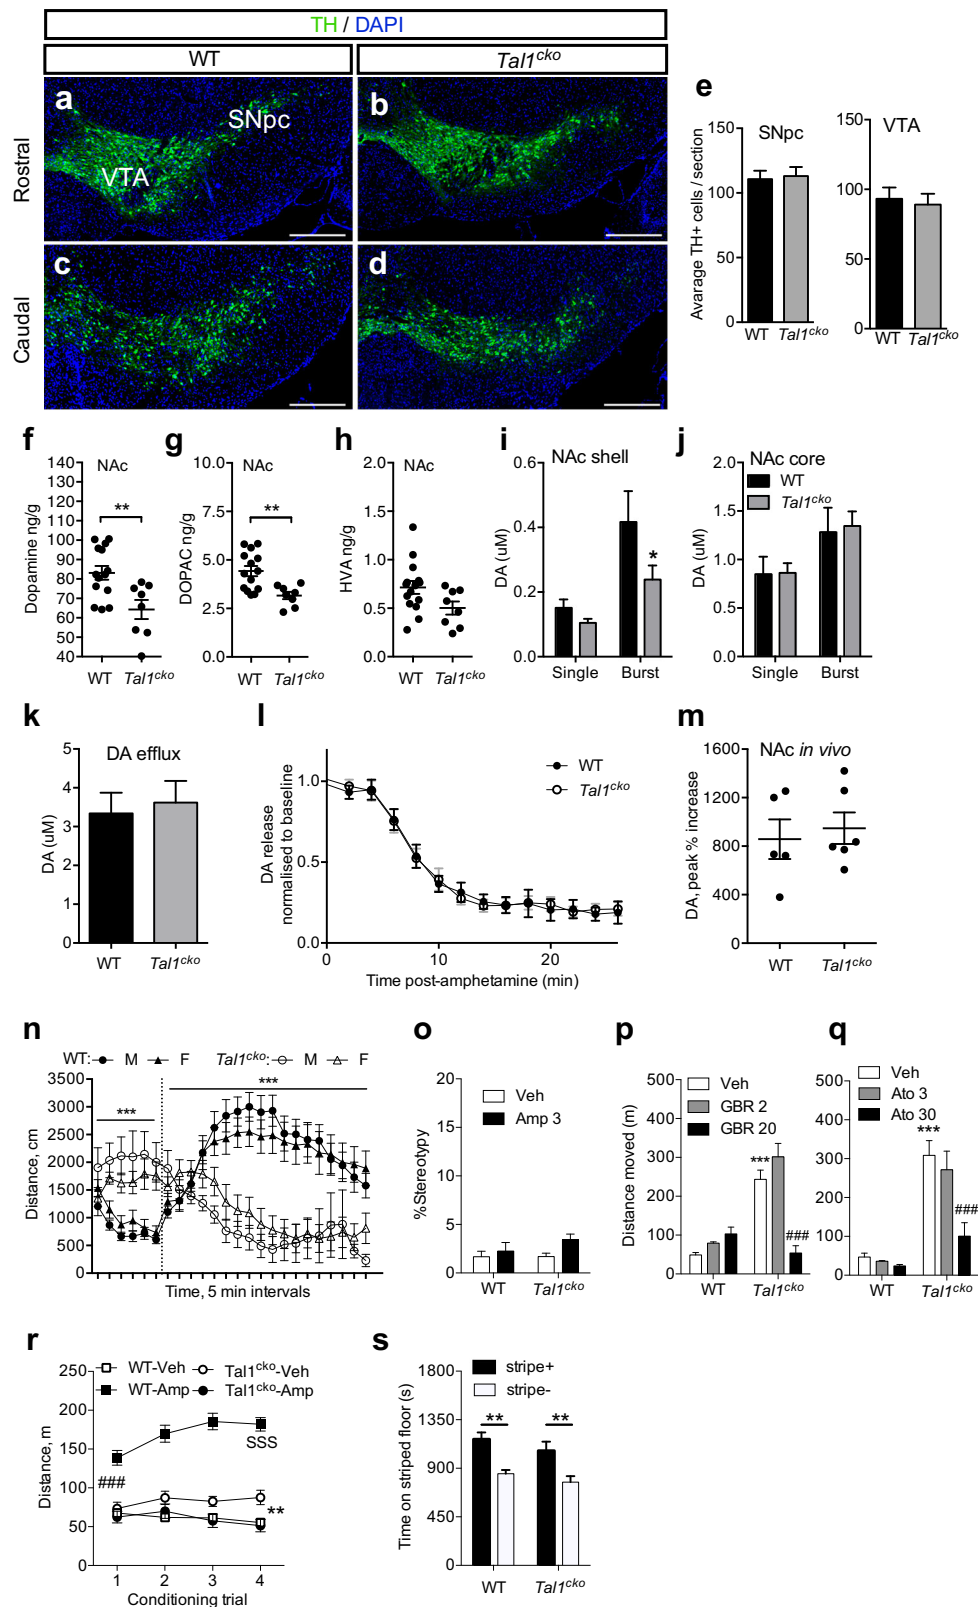 TH / DAPI
WT
Tal1cko
Rostral
Caudal
a
SNpc
VTA
b
c
d
e
SNpc
VTA
Avarage TH+ cells / section
150
100
50
0
WT Tal1cko
150
100
50
0
WT Tal1cko
f
NAc
Dopamine ng/g
140
130
120
110
100
90
80
70
60
50
40
**
WT Tal1cko
g
NAc
DOPAC ng/g
10.0
7.5
5.0
2.5
0.0
**
WT Tal1cko
h
NAc
HVA ng/g
2.0
1.5
1.0
0.5
0.0
WT Tal1cko
i
NAc shell
DA (uM)
0.6
0.4
0.2
0.0
*
Single Burst
j
NAc core
WT
Tal1cko
DA (uM)
2.0
1.5
1.0
0.5
0.0
Single Burst
k
DA efflux
DA (uM)
5
4
3
2
1
0
WT Tal1cko
l
WT
Tal1cko
DA release
normalised to baseline
1.0
0.5
0.0
0 10 20
Time post-amphetamine (min)
m
NAc in vivo
DA, peak % increase
1600
1200
800
400
0
WT Tal1cko
n
WT: M F Tal1cko: M F
Distance, cm
3500
3000
2500
2000
1500
1000
500
0
***
***
Time, 5 min intervals
o
Veh
Amp 3
%Stereotypy
20
15
10
5
0
WT Tal1cko
p
Veh
GBR 2
GBR 20
Distance moved (m)
500
400
300
200
100
0
***
###
WT Tal1cko
q
Veh
Ato 3
Ato 30
500
400
300
200
100
0
***
###
WT Tal1cko
r
WT-Veh Tal1cko-Veh
WT-Amp Tal1cko-Amp
Distance, m
250
200
150
100
50
0
SSS
###
**
1 2 3 4
Conditioning trial
s
stripe+
stripe-
Time on striped floor (s)
1800
1350
900
450
0
** **
WT Tal1cko